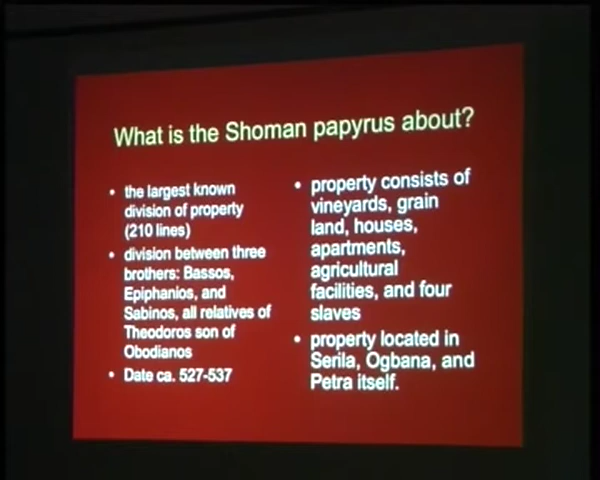 What is the Shoman papyrus about?
• the largest known
division of property
(210 lines)
• division between three
brothers: Bassos,
Epiphanios, and
Sabinos, all relatives of
Theodoros son of
Obodianos
• Date ca. 527-537
• property consists of
vineyards, grain
land, houses,
apartments,
agricultural
facilities, and four
slaves
• property located in
Serila, Ogbana, and
Petra itself.